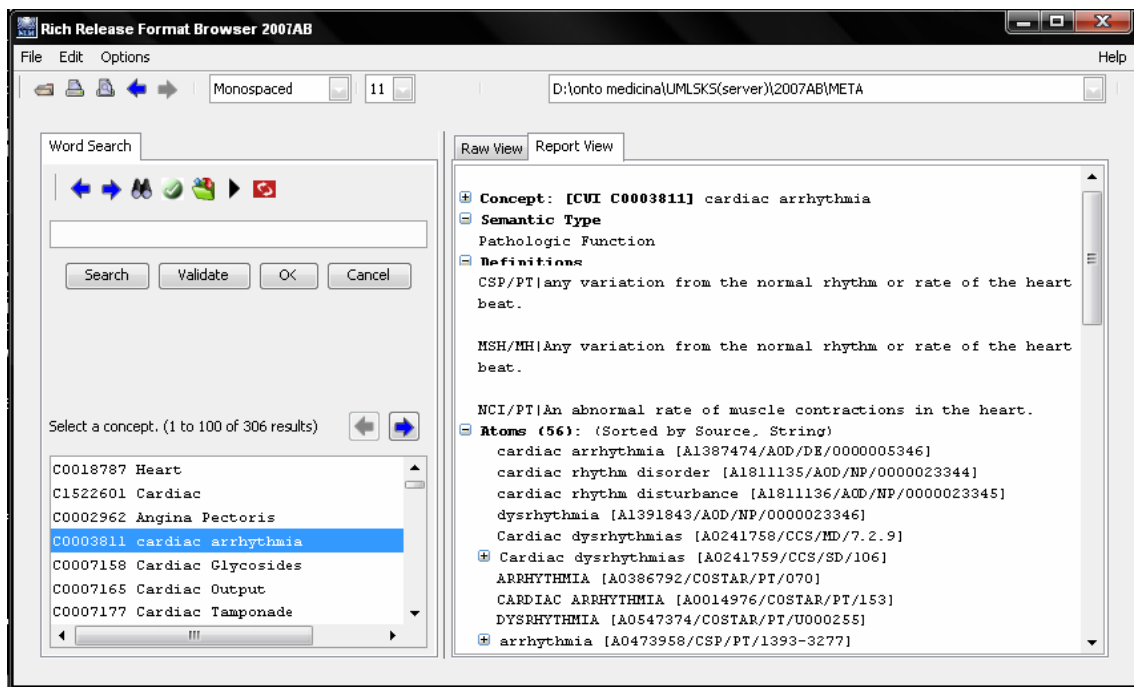 Rich Release Format Browser 2007AB
File Edit Options Help
Monospaced 11 D:\onto medicina\UMLSKS(server)\2007AB\META
Word Search
Search Validate OK Cancel
Select a concept. (1 to 100 of 306 results)
C0018787 Heart
C1522601 Cardiac
C0002962 Angina Pectoris
C0003811 cardiac arrhythmia
C0007158 Cardiac Glycosides
C0007165 Cardiac Output
C0007177 Cardiac Tamponade
Raw View Report View
Concept: [CUI C0003811] cardiac arrhythmia
Semantic Type
Pathologic Function
Definitions
CSP/PT|any variation from the normal rhythm or rate of the heart
beat.
MSH/MH|Any variation from the normal rhythm or rate of the heart
beat.
NCI/PT|An abnormal rate of muscle contractions in the heart.
Atoms (56): (Sorted by Source, String)
cardiac arrhythmia [A1387474/AOD/DE/0000005346]
cardiac rhythm disorder [A1811135/AOD/NP/0000023344]
cardiac rhythm disturbance [A1811136/AOD/NP/0000023345]
dysrhythmia [A1391843/AOD/NP/0000023346]
Cardiac dysrhythmias [A0241758/CCS/MD/7.2.9]
Cardiac dysrhythmias [A0241759/CCS/SD/106]
ARRHYTHMIA [A0386792/COSTAR/PT/070]
CARDIAC ARRHYTHMIA [A0014976/COSTAR/PT/153]
DYSRHYTHMIA [A0547374/COSTAR/PT/U000255]
arrhythmia [A0473958/CSP/PT/1393-3277]